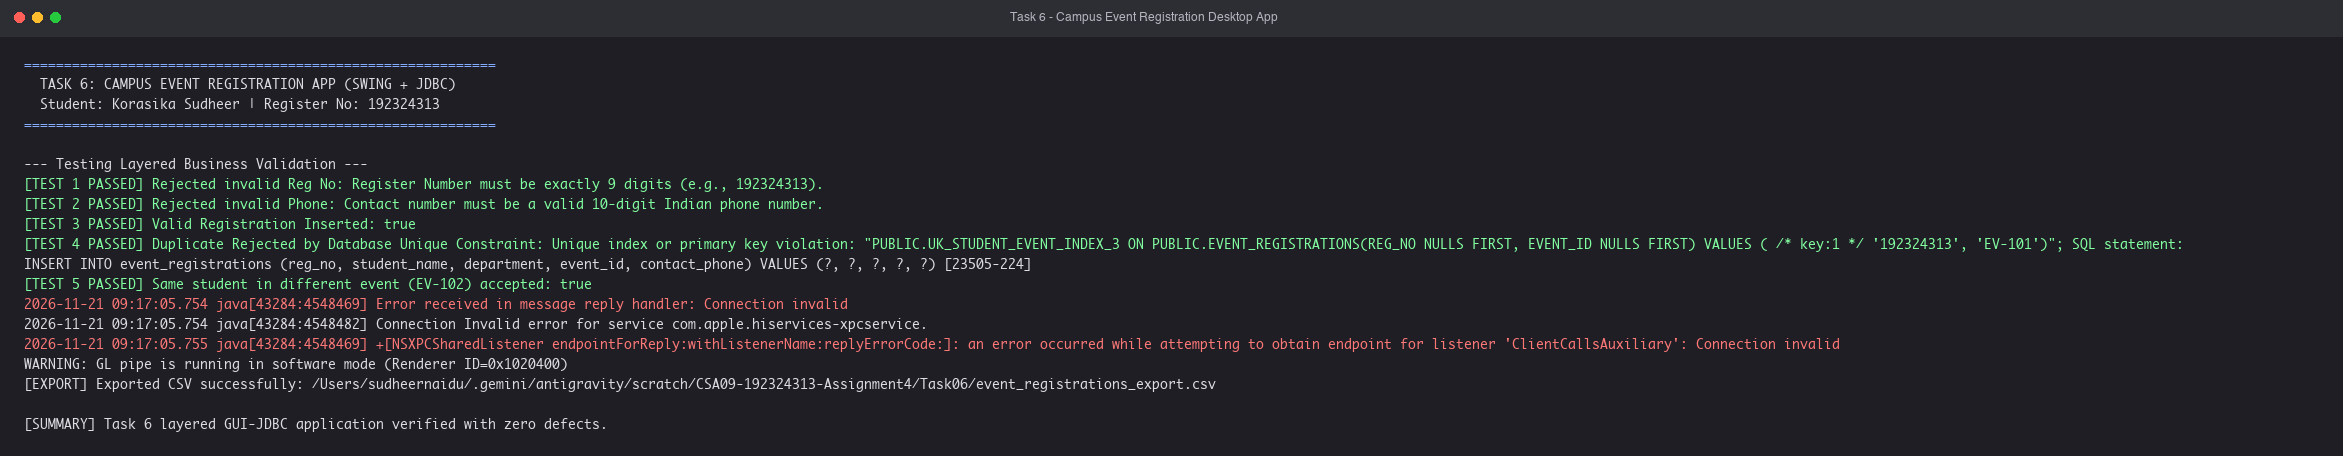 Task 6 - Campus Event Registration Desktop App
===========================================================
TASK 6: CAMPUS EVENT REGISTRATION APP (SWING + JDBC)
Student: Korasika Sudheer | Register No: 192324313
===========================================================
--- Testing Layered Business Validation ---
[TEST 1 PASSED] Rejected invalid Reg No: Register Number must be exactly 9 digits (e.g., 192324313).
[TEST 2 PASSED] Rejected invalid Phone: Contact number must be a valid 10-digit Indian phone number.
[TEST 3 PASSED] Valid Registration Inserted: true
[TEST 4 PASSED] Duplicate Rejected by Database Unique Constraint: Unique index or primary key violation: "PUBLIC.UK_STUDENT_EVENT_INDEX_3 ON PUBLIC.EVENT_REGISTRATIONS(REG_NO NULLS FIRST, EVENT_ID NULLS FIRST) VALUES ( /* key:1 */ '192324313', 'EV-101')"; SQL statement:
INSERT INTO event_registrations (reg_no, student_name, department, event_id, contact_phone) VALUES (?, ?, ?, ?, ?) [23505-224]
[TEST 5 PASSED] Same student in different event (EV-102) accepted: true
2026-11-21 09:17:05.754 java[43284:4548469] Error received in message reply handler: Connection invalid
2026-11-21 09:17:05.754 java[43284:4548482] Connection Invalid error for service com.apple.hiservices-xpcservice.
2026-11-21 09:17:05.755 java[43284:4548469] +[NSXPCSharedListener endpointForReply:withListenerName:replyErrorCode:]: an error occurred while attempting to obtain endpoint for listener 'ClientCallsAuxiliary': Connection invalid
WARNING: GL pipe is running in software mode (Renderer ID=0x1020400)
[EXPORT] Exported CSV successfully: /Users/sudheernaidu/.gemini/antigravity/scratch/CSA09-192324313-Assignment4/Task06/event_registrations_export.csv
[SUMMARY] Task 6 layered GUI-JDBC application verified with zero defects.